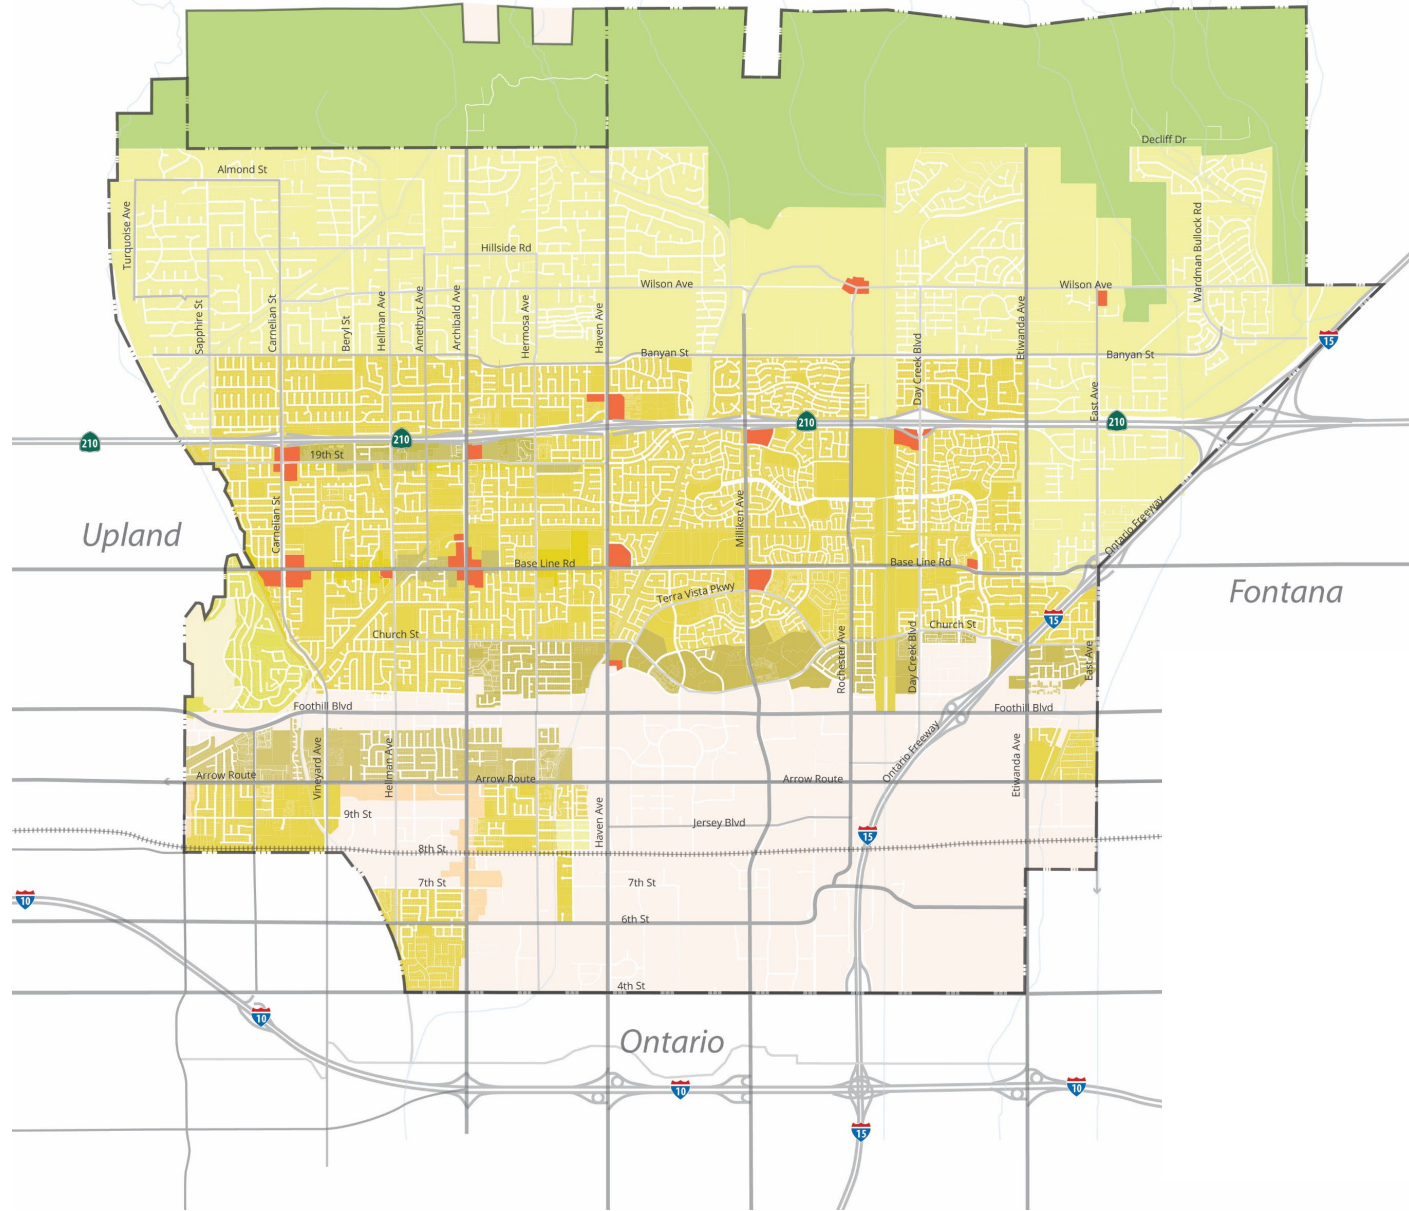 Decliff Dr
Almond St
Turquoise Ave
Wardman Bullock Rd
Hillside Rd
Wilson Ave
Wilson Ave
Sapphire St
Carnelian St
Beryl St
Hellman Ave
Amethyst Ave
Archibald Ave
Hermosa Ave
Haven Ave
Etiwanda Ave
Banyan St
Banyan St
15
Day Creek Blvd
East Ave
210
210
210
210
19th St
Carnelian St
Milliken Ave
Ontario Freeway
Upland
Base Line Rd
Base Line Rd
Fontana
Terra Vista Pkwy
15
Church St
Church St
Rochester Ave
Day Creek Blvd
East Ave
Foothill Blvd
Foothill Blvd
Ontario Freeway
Vineyard Ave
Hellman Ave
Etiwanda Ave
Arrow Route
Arrow Route
Arrow Route
9th St
Haven Ave
Jersey Blvd
15
8th St
7th St
7th St
10
6th St
4th St
10
Ontario
10
10
15